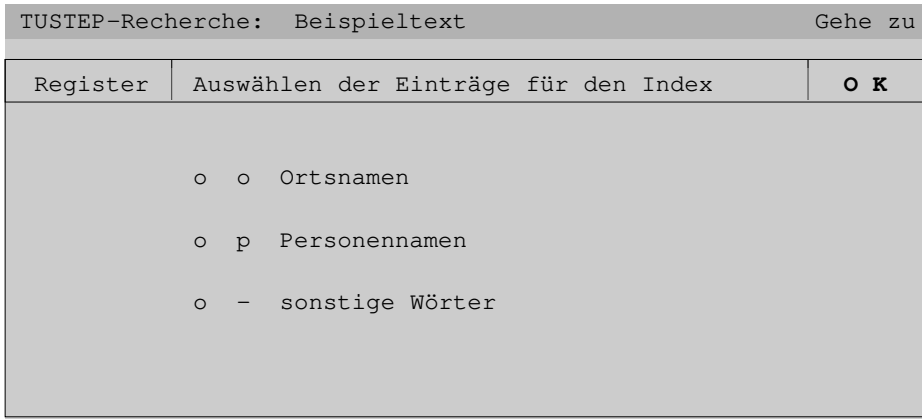 TUSTEP-Recherche: Beispieltext Gehe zu
Register Auswählen der Einträge für den Index O K
o o Ortsnamen
o p Personennamen
o - sonstige Wörter